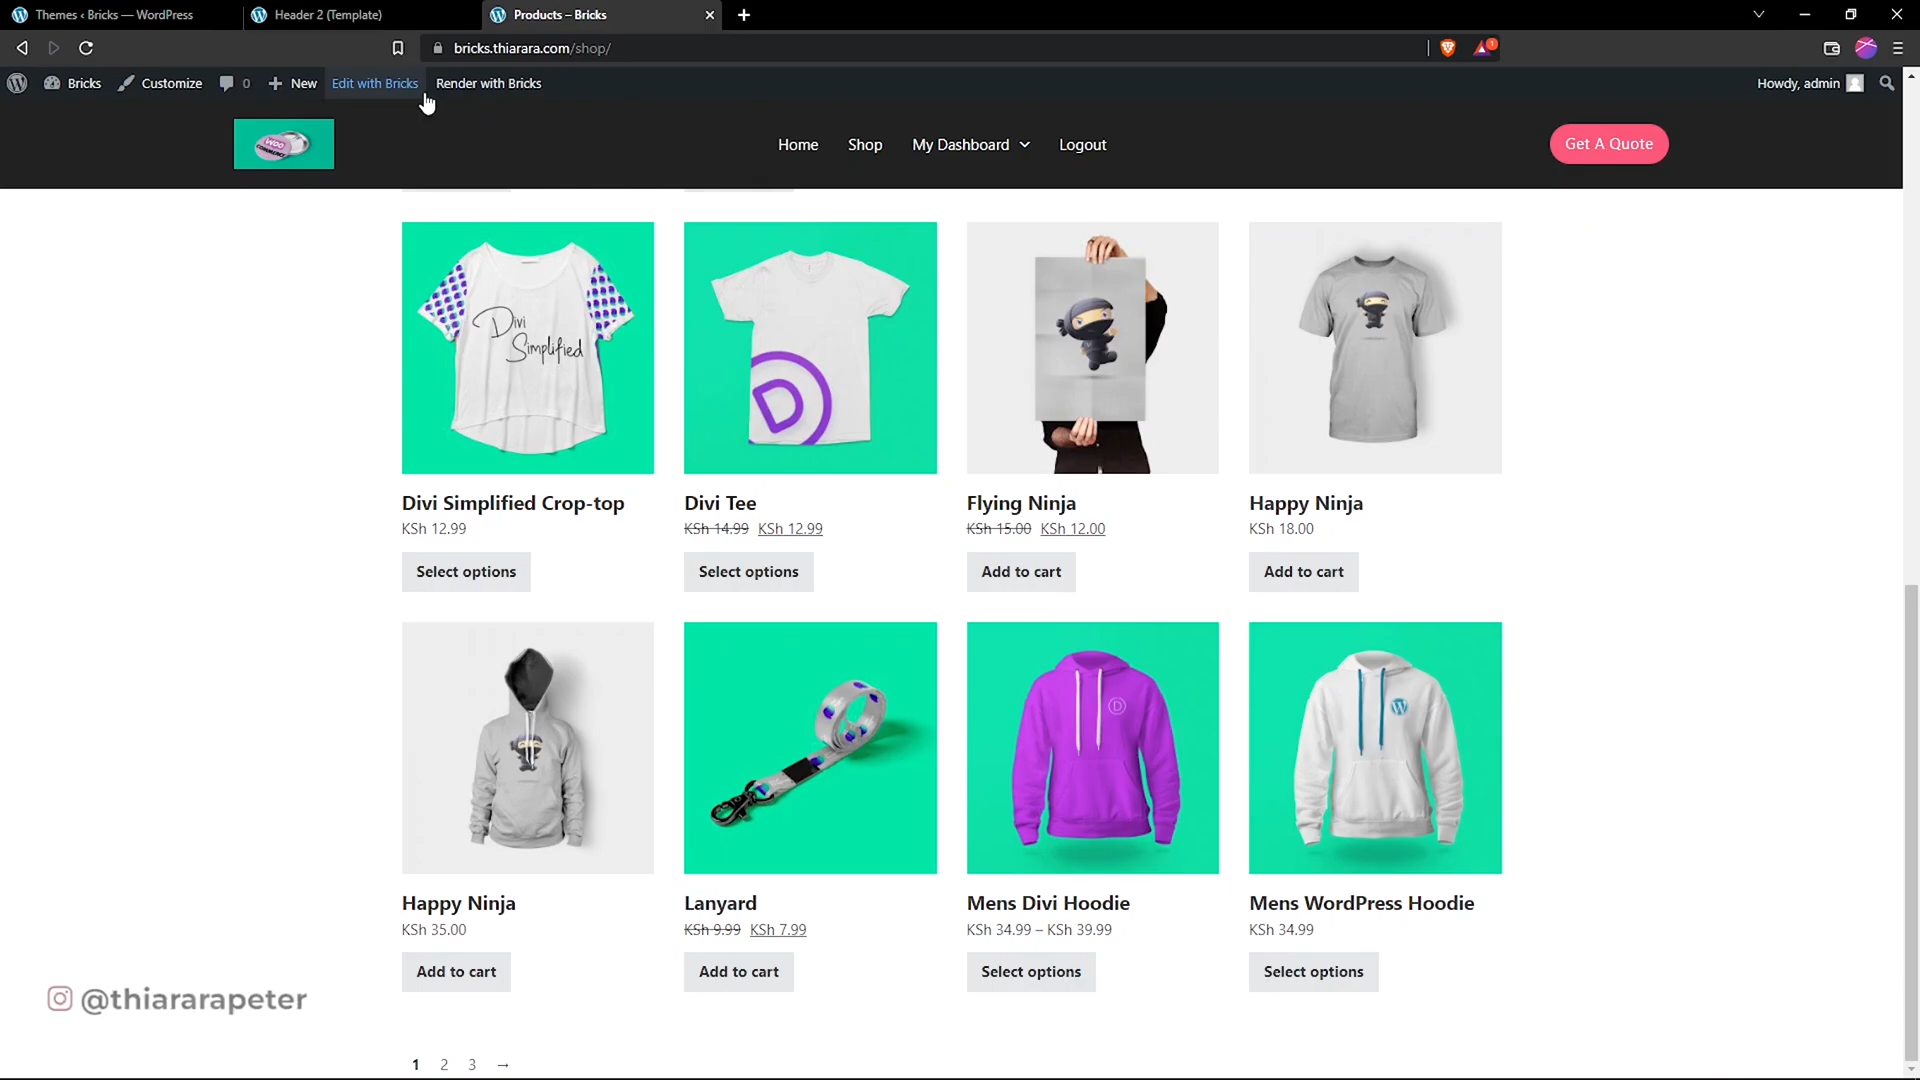 Themes ‹ Bricks — WordPress
Header 2 (Template)
Products – Bricks
bricks.thiarara.com/shop/
1
Bricks
Customize
0
New
Edit with Bricks
Render with Bricks
Howdy, admin
WOO
COMMERCE
Home
Shop
My Dashboard
Logout
Get A Quote
Divi
Simplified
D
Divi Simplified Crop-top
KSh 12.99
Select options
Divi Tee
KSh 14.99 KSh 12.99
Select options
Flying Ninja
KSh 15.00 KSh 12.00
Add to cart
Happy Ninja
KSh 18.00
Add to cart
D
W
Happy Ninja
KSh 35.00
Add to cart
Lanyard
KSh 9.99 KSh 7.99
Add to cart
Mens Divi Hoodie
KSh 34.99 – KSh 39.99
Select options
Mens WordPress Hoodie
KSh 34.99
Select options
@thiararapeter
1 2 3 →